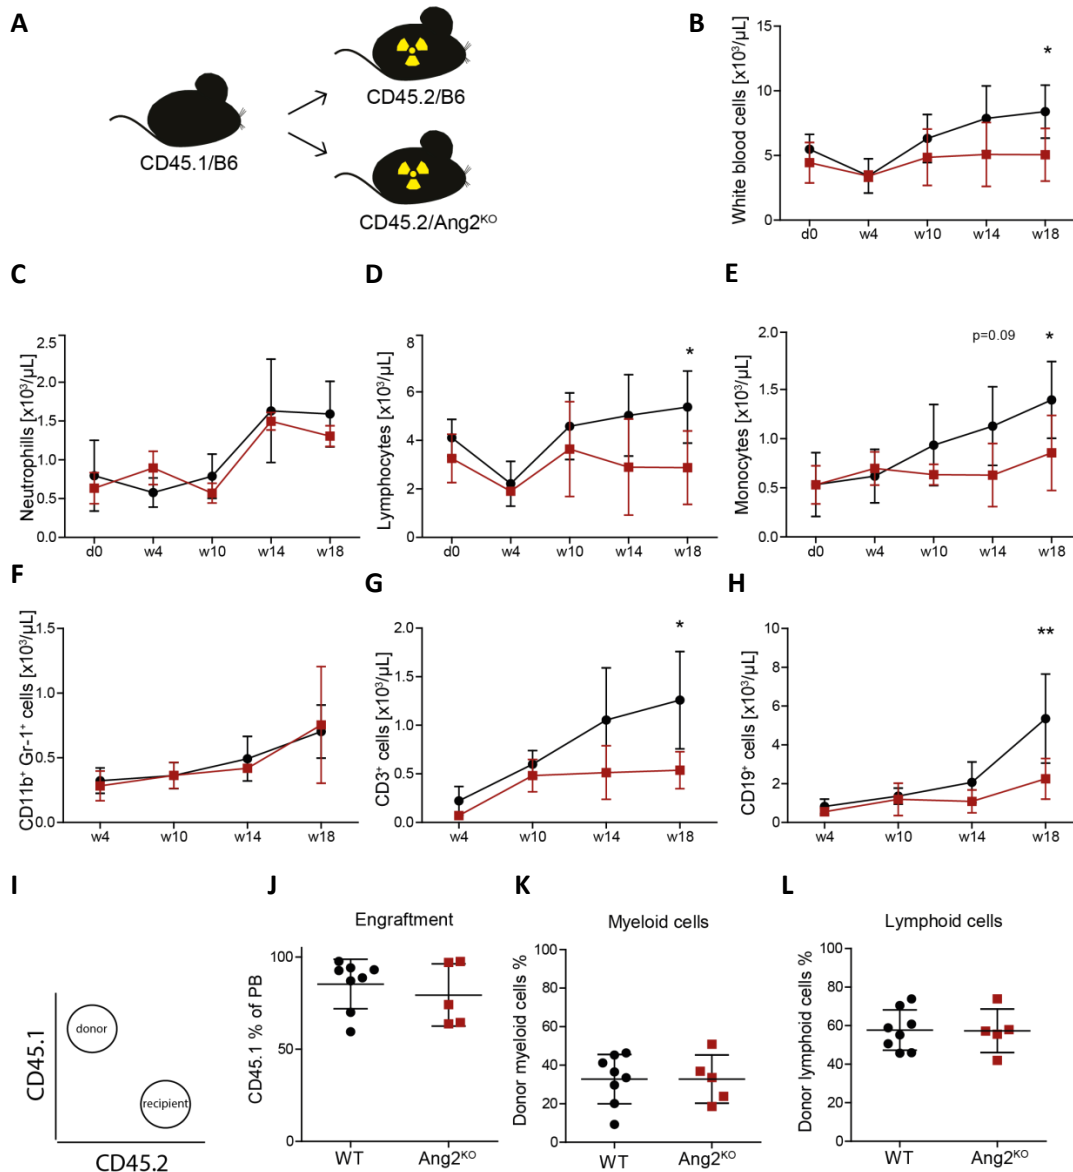 A
CD45.1/B6
CD45.2/B6
CD45.2/Ang2ᴷᴼ
B
White blood cells [x10³/µL]
15
10
5
0
d0 w4 w10 w14 w18
*
C
Neutrophills [x10³/µL]
2.5
2.0
1.5
1.0
0.5
0.0
d0 w4 w10 w14 w18
D
Lymphocytes [x10³/µL]
8
6
4
2
0
d0 w4 w10 w14 w18
*
E
Monocytes [x10³/µL]
2.0
1.5
1.0
0.5
0.0
d0 w4 w10 w14 w18
p=0.09
*
F
CD11b⁺ Gr-1⁺ cells [x10³/µL]
1.5
1.0
0.5
0.0
w4 w10 w14 w18
G
CD3⁺ cells [x10³/µL]
2.0
1.5
1.0
0.5
0.0
w4 w10 w14 w18
*
H
CD19⁺ cells [x10³/µL]
10
8
6
4
2
0
w4 w10 w14 w18
**
I
CD45.1
donor
recipient
CD45.2
J
Engraftment
CD45.1 % of PB
100
50
0
WT Ang2ᴷᴼ
K
Myeloid cells
Donor myeloid cells %
100
80
60
40
20
0
WT Ang2ᴷᴼ
L
Lymphoid cells
Donor lymphoid cells %
100
80
60
40
20
0
WT Ang2ᴷᴼ